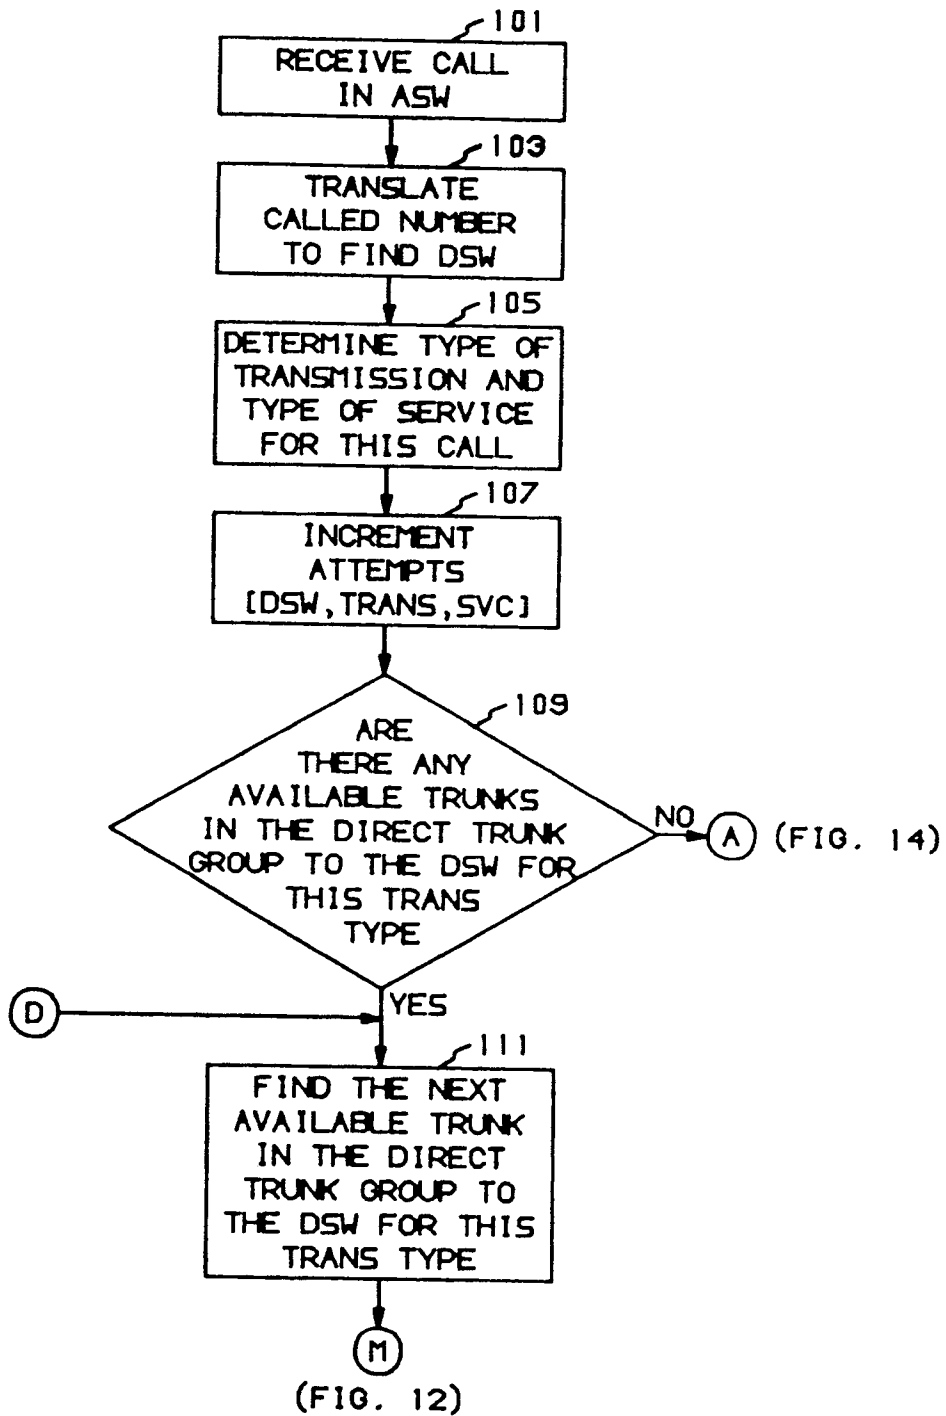 101
RECEIVE CALL
IN ASW
103
TRANSLATE
CALLED NUMBER
TO FIND DSW
105
DETERMINE TYPE OF
TRANSMISSION AND
TYPE OF SERVICE
FOR THIS CALL
107
INCREMENT
ATTEMPTS
[DSW,TRANS,SVC]
109
ARE
THERE ANY
AVAILABLE TRUNKS
IN THE DIRECT TRUNK
GROUP TO THE DSW FOR
THIS TRANS
TYPE
NO
A (FIG. 14)
YES
D
111
FIND THE NEXT
AVAILABLE TRUNK
IN THE DIRECT
TRUNK GROUP TO
THE DSW FOR THIS
TRANS TYPE
M
(FIG. 12)